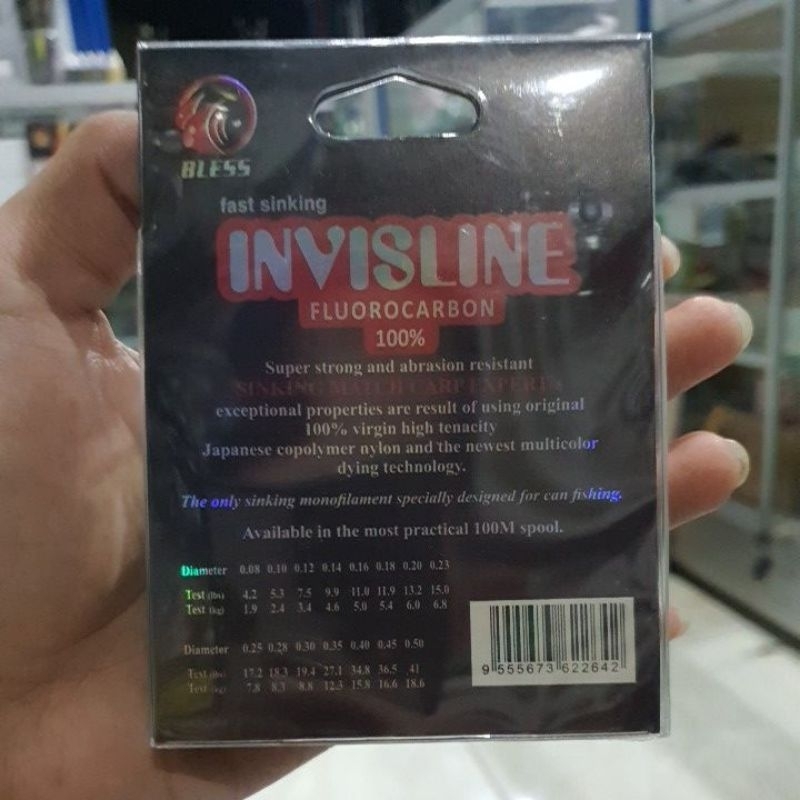 BLESS
fast sinking
INVISLINE
FLUOROCARBON
100%
Super strong and abrasion resistant
SINKING MATCH CARP EXPERT
exceptional properties are result of using original
100% virgin high tenacity
Japanese copolymer nylon and the newest multicolor
dying technology.
The only sinking monofilament specially designed for can fishing.
Available in the most practical 100M spool.
Diameter 0.08 0.10 0.12 0.14 0.16 0.18 0.20 0.23
Test (lbs) 4.2 5.3 7.5 9.9 11.0 11.9 13.2 15.0
Test (kg) 1.9 2.4 3.4 4.6 5.0 5.4 6.0 6.8
Diameter 0.25 0.28 0.30 0.35 0.40 0.45 0.50
Test (lbs) 17.2 18.3 19.4 27.1 34.8 36.5 41
Test (kg) 7.8 8.3 8.8 12.3 15.8 16.6 18.6
9 555673 622642